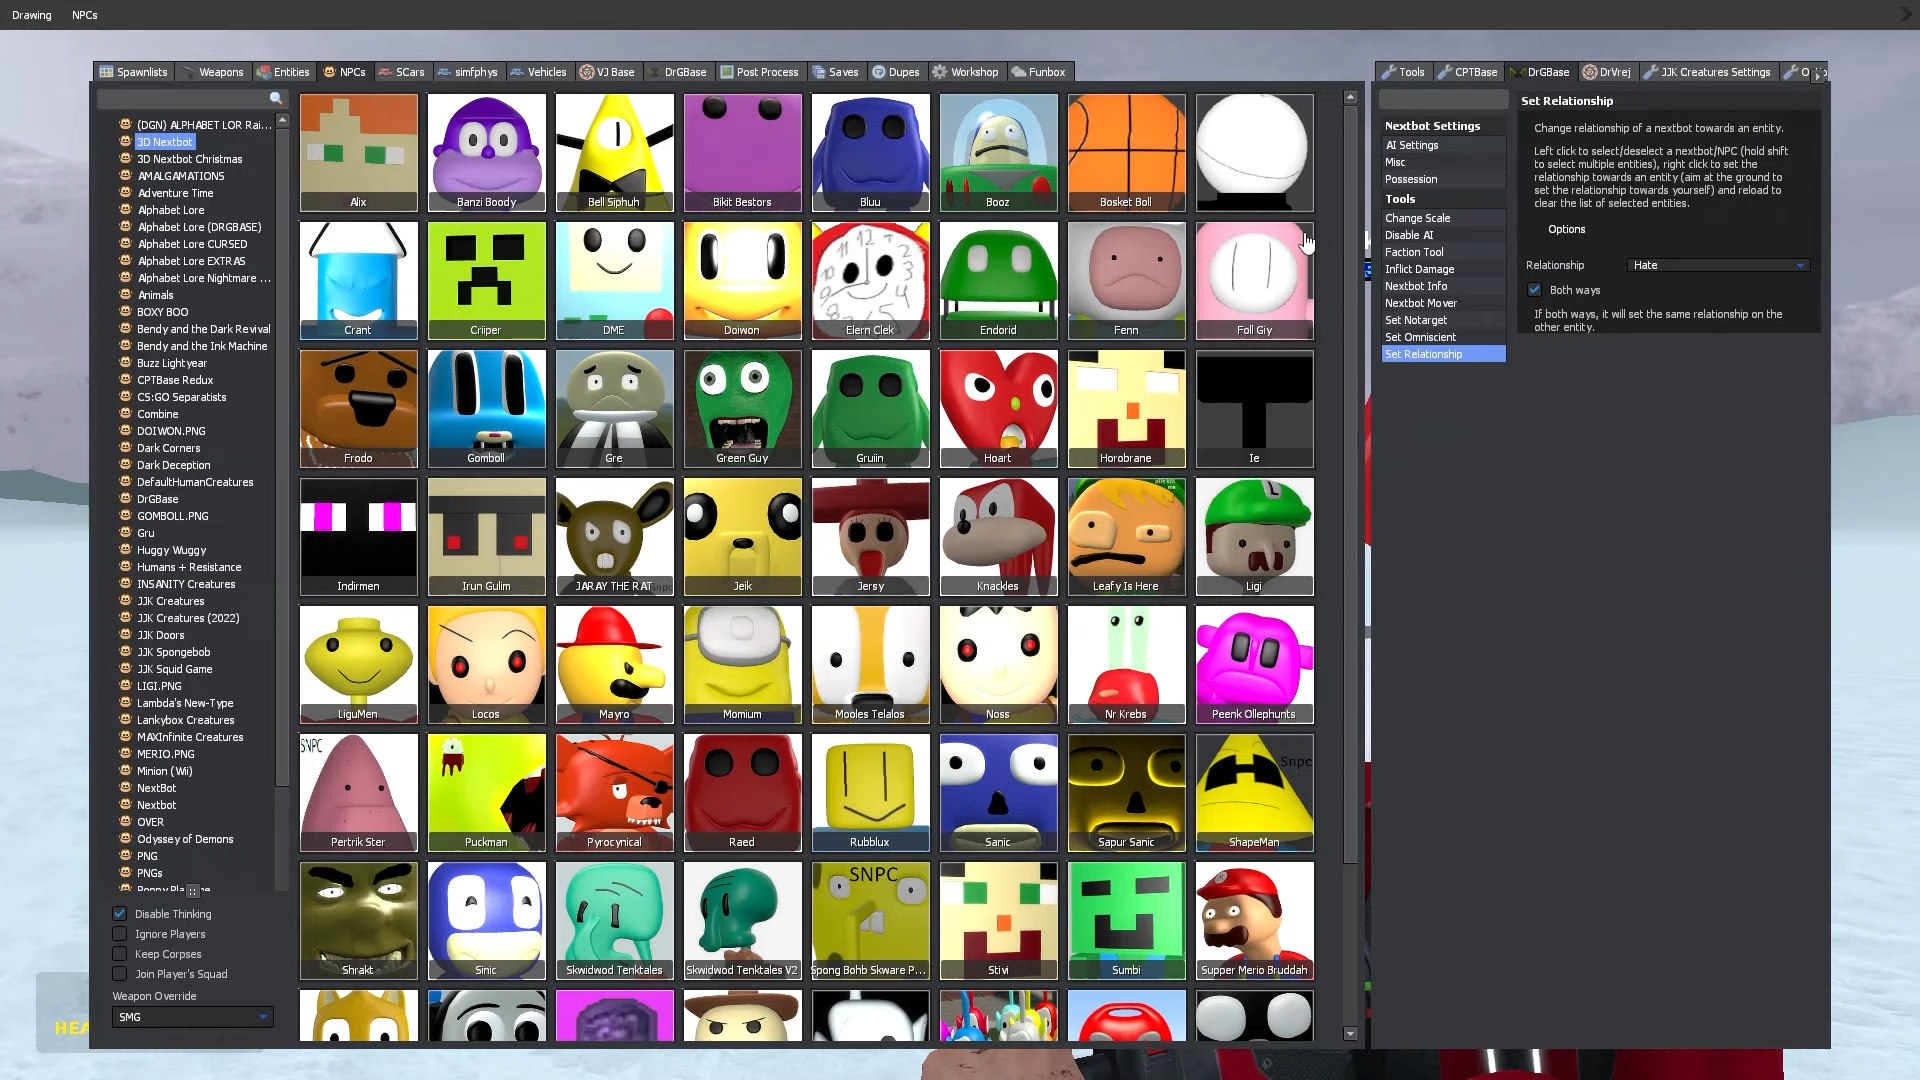 Drawing NPCs
Spawnlists Weapons Entities NPCs SCars simfphys Vehicles VJ Base DrGBase Post Process Saves Dupes Workshop Funbox
Tools CPTBase DrGBase DrVrej JJK Creatures Settings
(DGN) ALPHABET LOR Rai...
3D Nextbot
3D Nextbot Christmas
AMALGAMATIONS
Adventure Time
Alphabet Lore
Alphabet Lore (DRGBASE)
Alphabet Lore CURSED
Alphabet Lore EXTRAS
Alphabet Lore Nightmare ...
Animals
BOXY BOO
Bendy and the Dark Revival
Bendy and the Ink Machine
Buzz Lightyear
CPTBase Redux
CS:GO Separatists
Combine
DOIWON.PNG
Dark Corners
Dark Deception
DefaultHumanCreatures
DrGBase
GOMBOLL.PNG
Gru
Huggy Wuggy
Humans + Resistance
INSANITY Creatures
JJK Creatures
JJK Creatures (2022)
JJK Doors
JJK Spongebob
JJK Squid Game
LIGI.PNG
Lambda's New-Type
Lankybox Creatures
MAXInfinite Creatures
MERIO.PNG
Minion (Wii)
NextBot
Nextbot
OVER
Odyssey of Demons
PNG
PNGs
Disable Thinking
Ignore Players
Keep Corpses
Join Player's Squad
Weapon Override
SMG
HEA
Alix Banzi Boody Bell Siphuh Bikit Bestors Bluu Booz Bosket Boll
Crant Criiper DME Doiwon Elern Clek Endorid Fenn Foll Giy
Frodo Gomboll Gre Green Guy Gruiin Hoart Horobrane Ie
Indirmen Irun Gulim JARAY THE RAT Jeik Jersy Knackles Leafy Is Here Ligi
LiguMen Locos Mayro Momium Mooles Telalos Noss Nr Krebs Peenk Ollephunts
SNPC
Snpc
Pertrik Ster Puckman Pyrocynical Raed Rubblux Sanic Sapur Sanic ShapeMan
SNPC
Shrakt Sinic Skwidwod Tenktales Skwidwod Tenktales V2 Spong Bohb Skware P... Stivi Sumbi Supper Merio Bruddah
Nextbot Settings
AI Settings
Misc
Possession
Tools
Change Scale
Disable AI
Faction Tool
Inflict Damage
Nextbot Info
Nextbot Mover
Set Notarget
Set Omniscient
Set Relationship
Set Relationship
Change relationship of a nextbot towards an entity.
Left click to select/deselect a nextbot/NPC (hold shift
to select multiple entities), right click to set the
relationship towards an entity (aim at the ground to
set the relationship towards yourself) and reload to
clear the list of selected entities.
Options
Relationship Hate
Both ways
If both ways, it will set the same relationship on the
other entity.